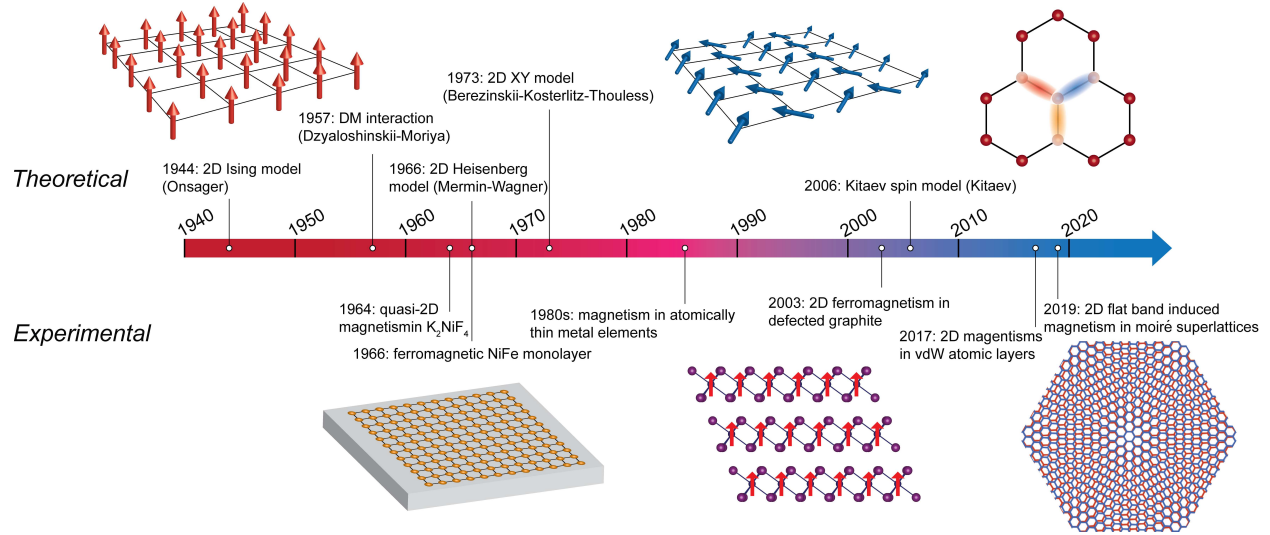 1973: 2D XY model
(Berezinskii-Kosterlitz-Thouless)
1957: DM interaction
(Dzyaloshinskii-Moriya)
1944: 2D Ising model
(Onsager)
1966: 2D Heisenberg
model (Mermin-Wagner)
Theoretical
2006: Kitaev spin model (Kitaev)
1940
1950
1960
1970
1980
1990
2000
2010
2020
Experimental
1964: quasi-2D
magnetismin K₂NiF₄
1966: ferromagnetic NiFe monolayer
1980s: magnetism in atomically
thin metal elements
2003: 2D ferromagnetism in
defected graphite
2017: 2D magentisms
in vdW atomic layers
2019: 2D flat band induced
magnetism in moiré superlattices